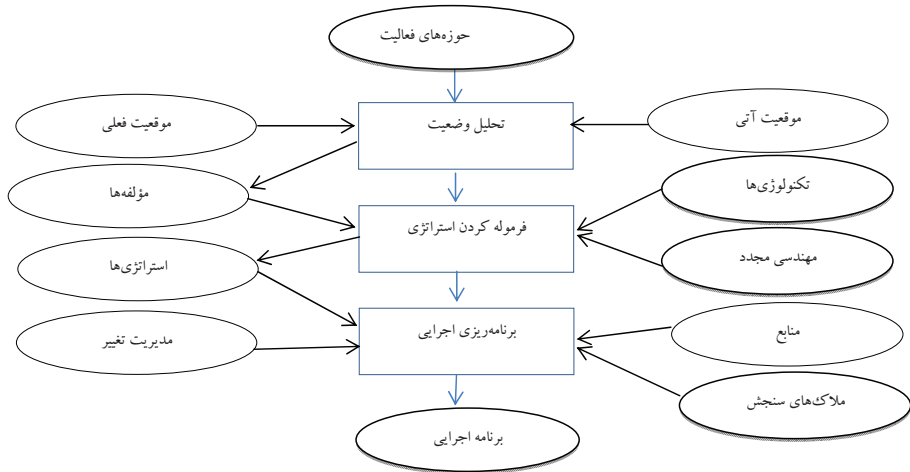 حوزه‌های فعالیت
موقعیت آتی
تحلیل وضعیت
موقعیت فعلی
تکنولوژی‌ها
مؤلفه‌ها
فرموله کردن استراتژی
مهندسی مجدد
استراتژی‌ها
منابع
برنامه‌ریزی اجرایی
مدیریت تغییر
ملاک‌های سنجش
برنامه اجرایی